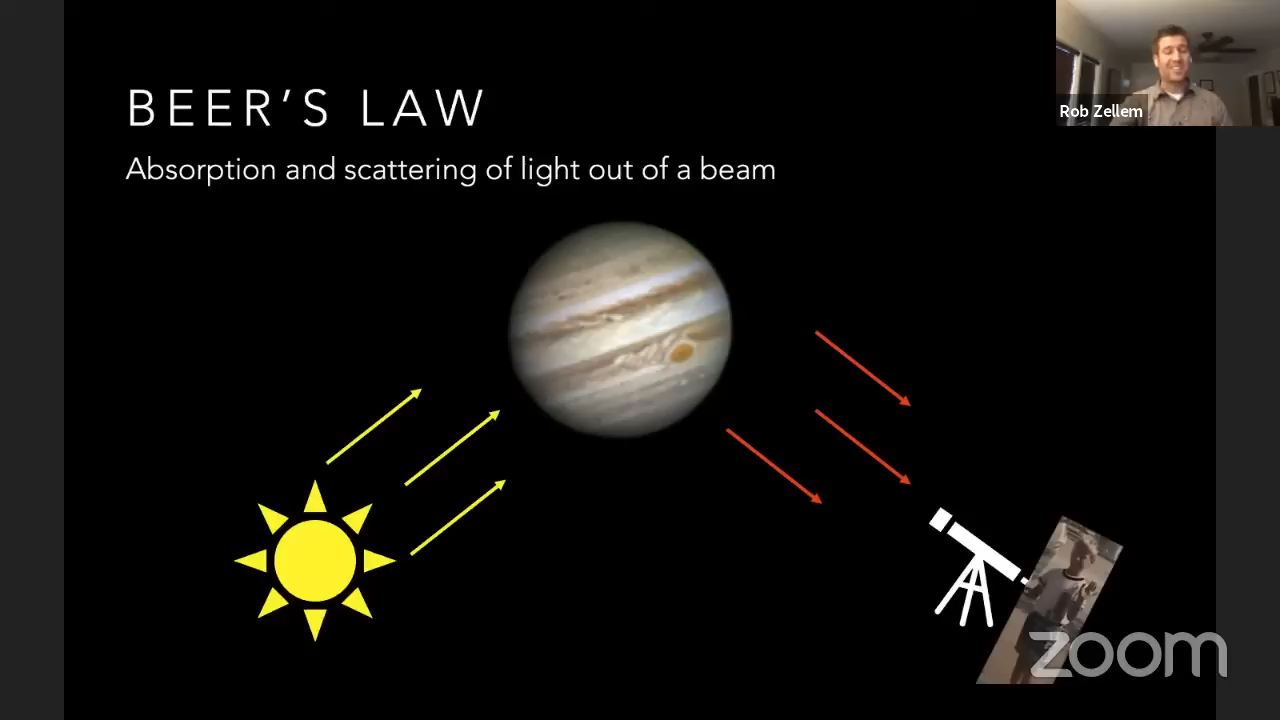 BEER'S LAW
Absorption and scattering of light out of a beam
Rob Zellem
zoom